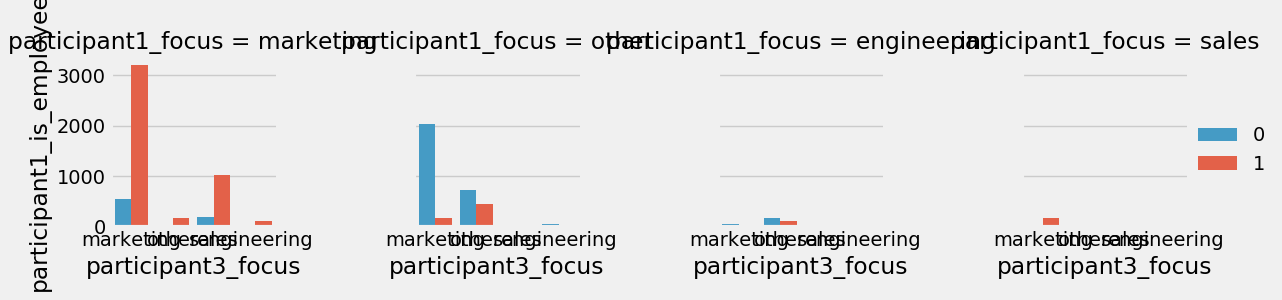 participant1_focus = marketing
participant1_focus = other
participant1_focus = engineering
participant1_focus = sales
participant1_is_employee
3000
2000
1000
0
0
1
marketing other sales engineering
marketing other sales engineering
marketing other sales engineering
marketing other sales engineering
participant3_focus
participant3_focus
participant3_focus
participant3_focus